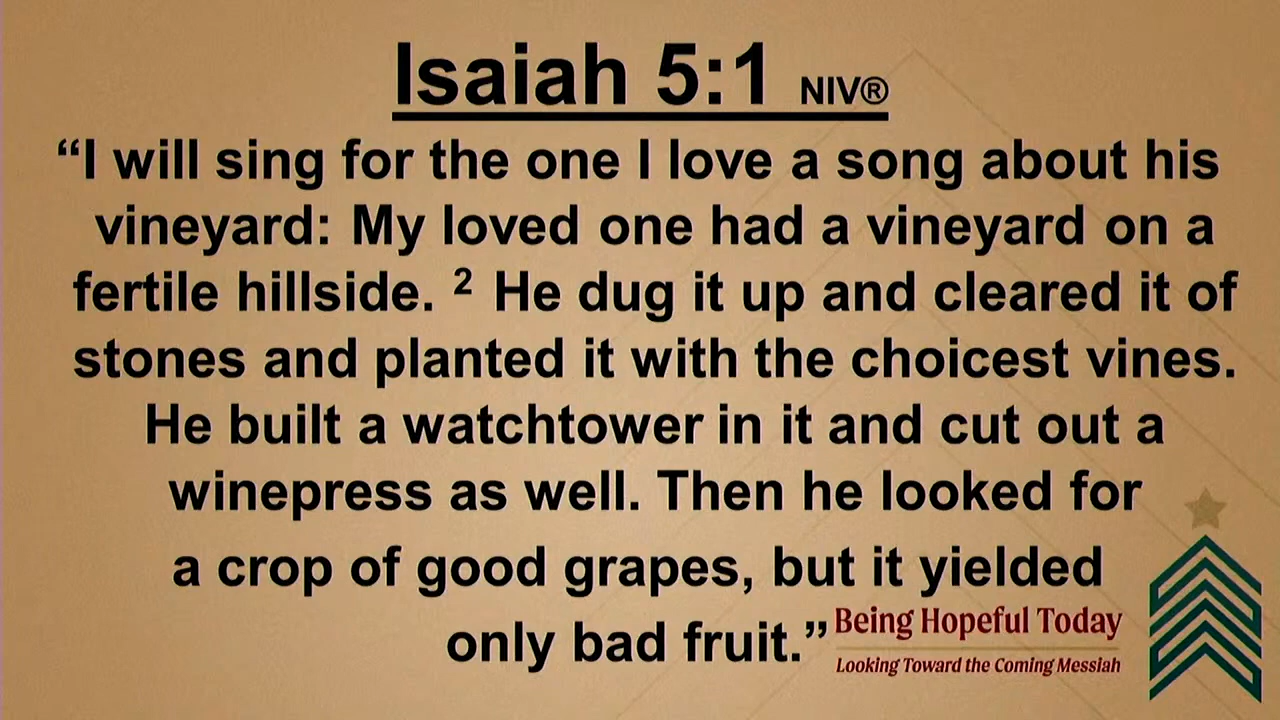 Isaiah 5:1 NIV®
“I will sing for the one I love a song about his
vineyard: My loved one had a vineyard on a
fertile hillside. ² He dug it up and cleared it of
stones and planted it with the choicest vines.
He built a watchtower in it and cut out a
winepress as well. Then he looked for
a crop of good grapes, but it yielded
only bad fruit.”
Being Hopeful Today
Looking Toward the Coming Messiah